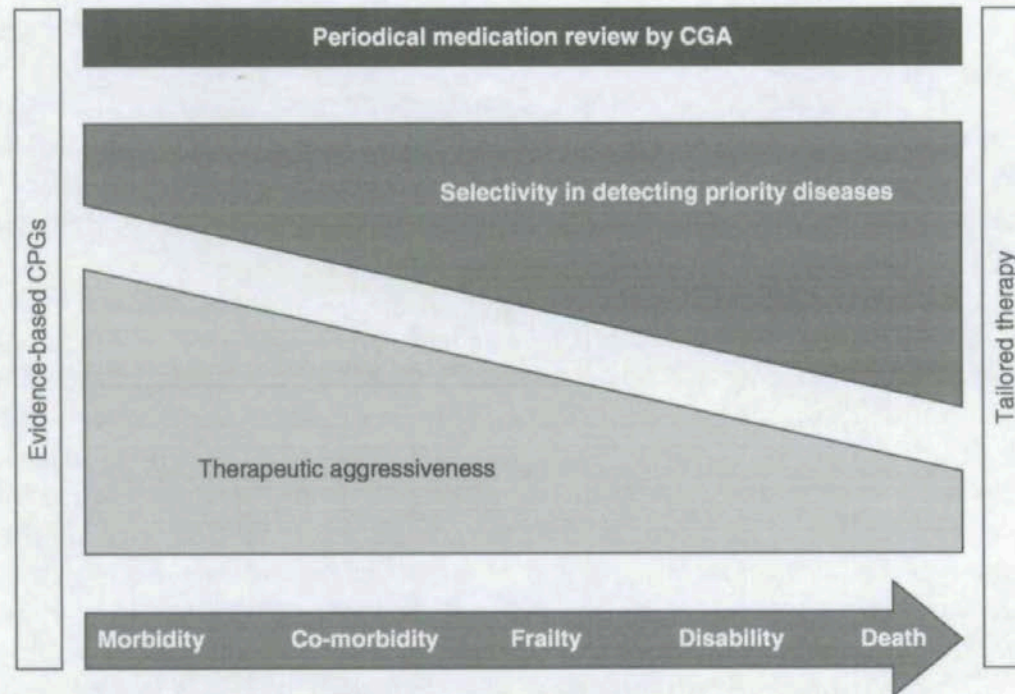 Periodical medication review by CGA
Evidence-based CPGs
Selectivity in detecting priority diseases
Therapeutic aggressiveness
Tailored therapy
Morbidity Co-morbidity Frailty Disability Death